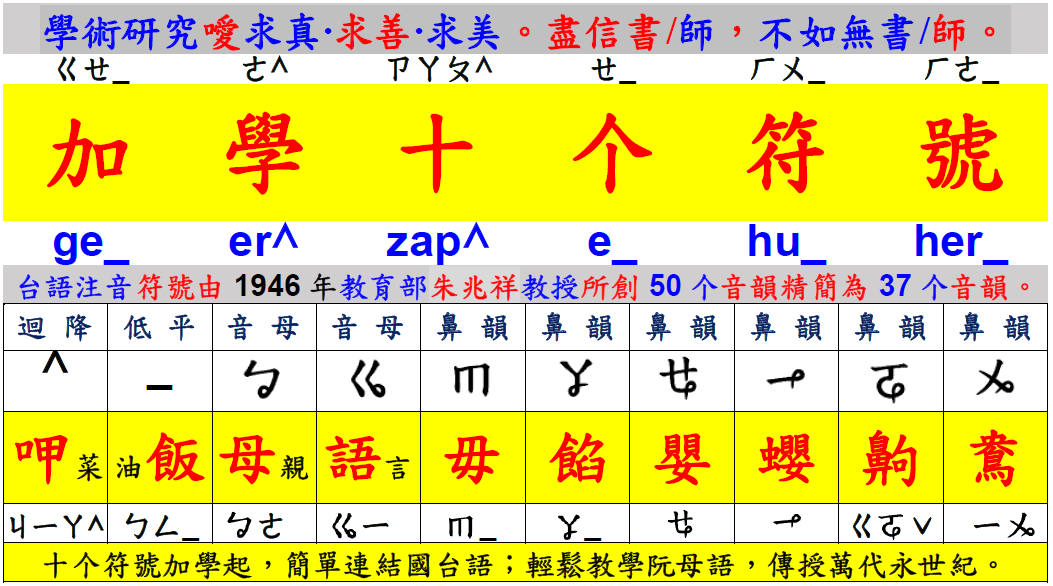 學術研究噯求真·求善·求美。盡信書/師，不如無書/師。
ㄍㄝ_ ㄜ^ ㄗㄚㄆ^ ㄝ_ ㄏㄨ_ ㄏㄜ_
加 學 十 个 符 號
ge_ er^ zap^ e_ hu_ her_
台語注音符號由 1946 年教育部朱兆祥教授所創 50 个音韻精簡為 37 个音韻。
迴降 低平 音母 音母 鼻韻 鼻韻 鼻韻 鼻韻 鼻韻 鼻韻
^ _ ㆠ ㆣ ㆬ ㆩ ㆥ ㆪ ㆧ ㆫ
呷菜 油飯 母親 語言 毋 餡 嬰 蠳 齁 鴦
ㄐㄧㄚ^ ㄅㄥ_ ㆠㄜ ㆣㄧ ㆬ_ ㆩ_ ㆥ ㆪ ㄍㆧˇ ㄧㆫ
十个符號加學起，簡單連結國台語；輕鬆教學阮母語，傳授萬代永世紀。